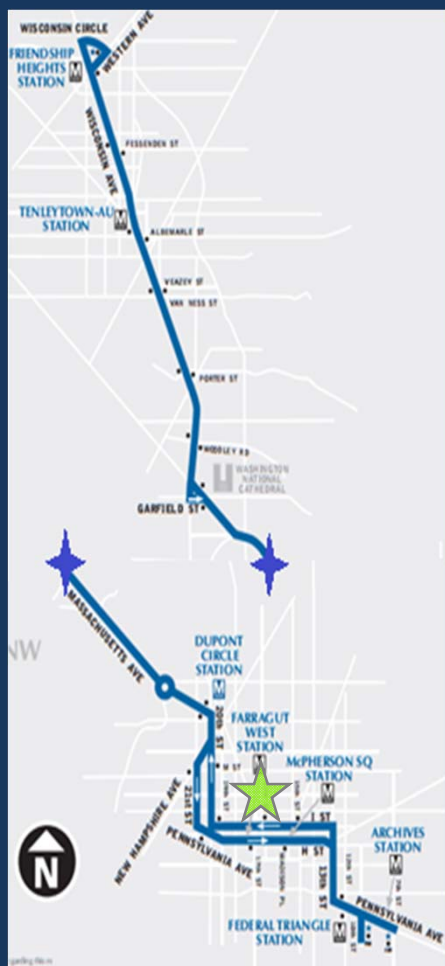 WISCONSIN CIRCLE
WESTERN AVE
FRIENDSHIP
HEIGHTS
STATION
M
WISCONSIN AVE
FESSENDEN ST
TENLEYTOWN-AU
STATION
M
ALBEMARLE ST
VEAZEY ST
VAN NESS ST
PORTER ST
WOODLEY RD
WASHINGTON
NATIONAL
CATHEDRAL
GARFIELD ST
MASSACHUSETTS AVE
NW
DUPONT
CIRCLE
STATION
M
20th ST
FARRAGUT
WEST
STATION
McPHERSON SQ
STATION
M
21st ST
NEW HAMPSHIRE AVE
I ST
H ST
PENNSYLVANIA AVE
13th ST
ARCHIVES
STATION
M
PENNSYLVANIA AVE
FEDERAL TRIANGLE
STATION
M
N